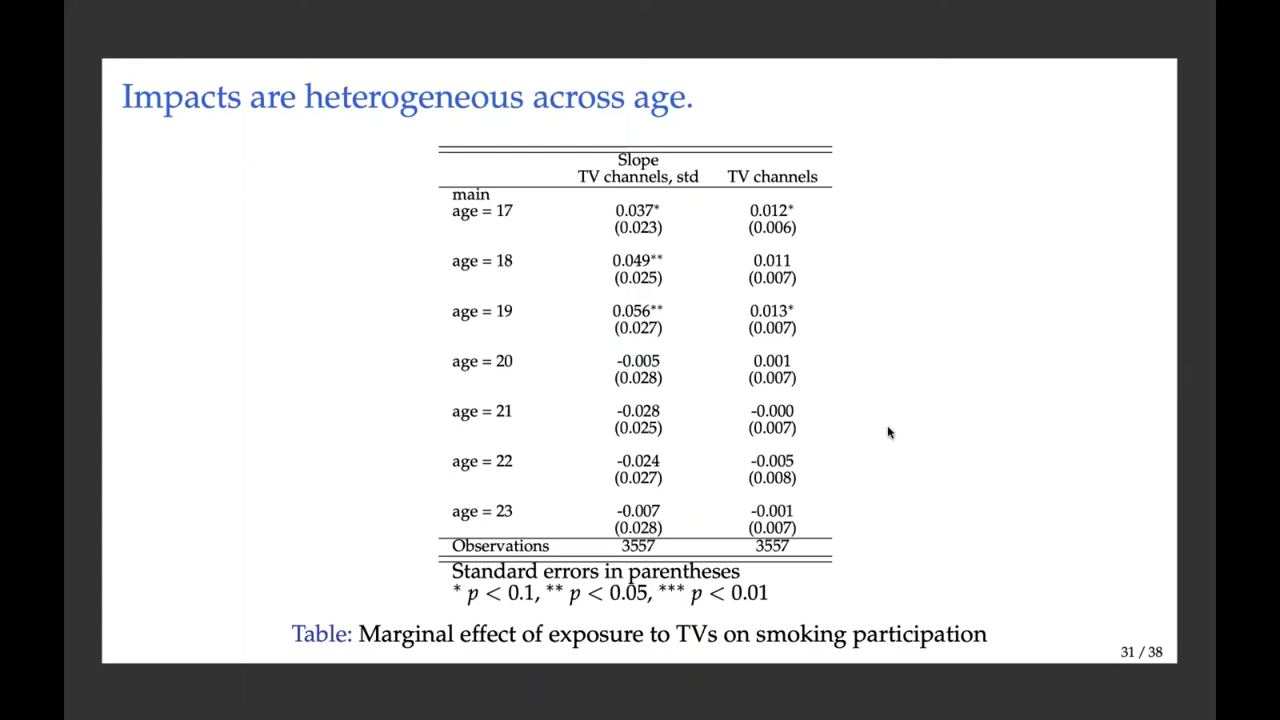 Impacts are heterogeneous across age.
Slope
TV channels, std TV channels
main
age = 17 0.037* 0.012*
(0.023) (0.006)
age = 18 0.049** 0.011
(0.025) (0.007)
age = 19 0.056** 0.013*
(0.027) (0.007)
age = 20 -0.005 0.001
(0.028) (0.007)
age = 21 -0.028 -0.000
(0.025) (0.007)
age = 22 -0.024 -0.005
(0.027) (0.008)
age = 23 -0.007 -0.001
(0.028) (0.007)
Observations 3557 3557
Standard errors in parentheses
* p < 0.1, ** p < 0.05, *** p < 0.01
Table: Marginal effect of exposure to TVs on smoking participation
31 / 38